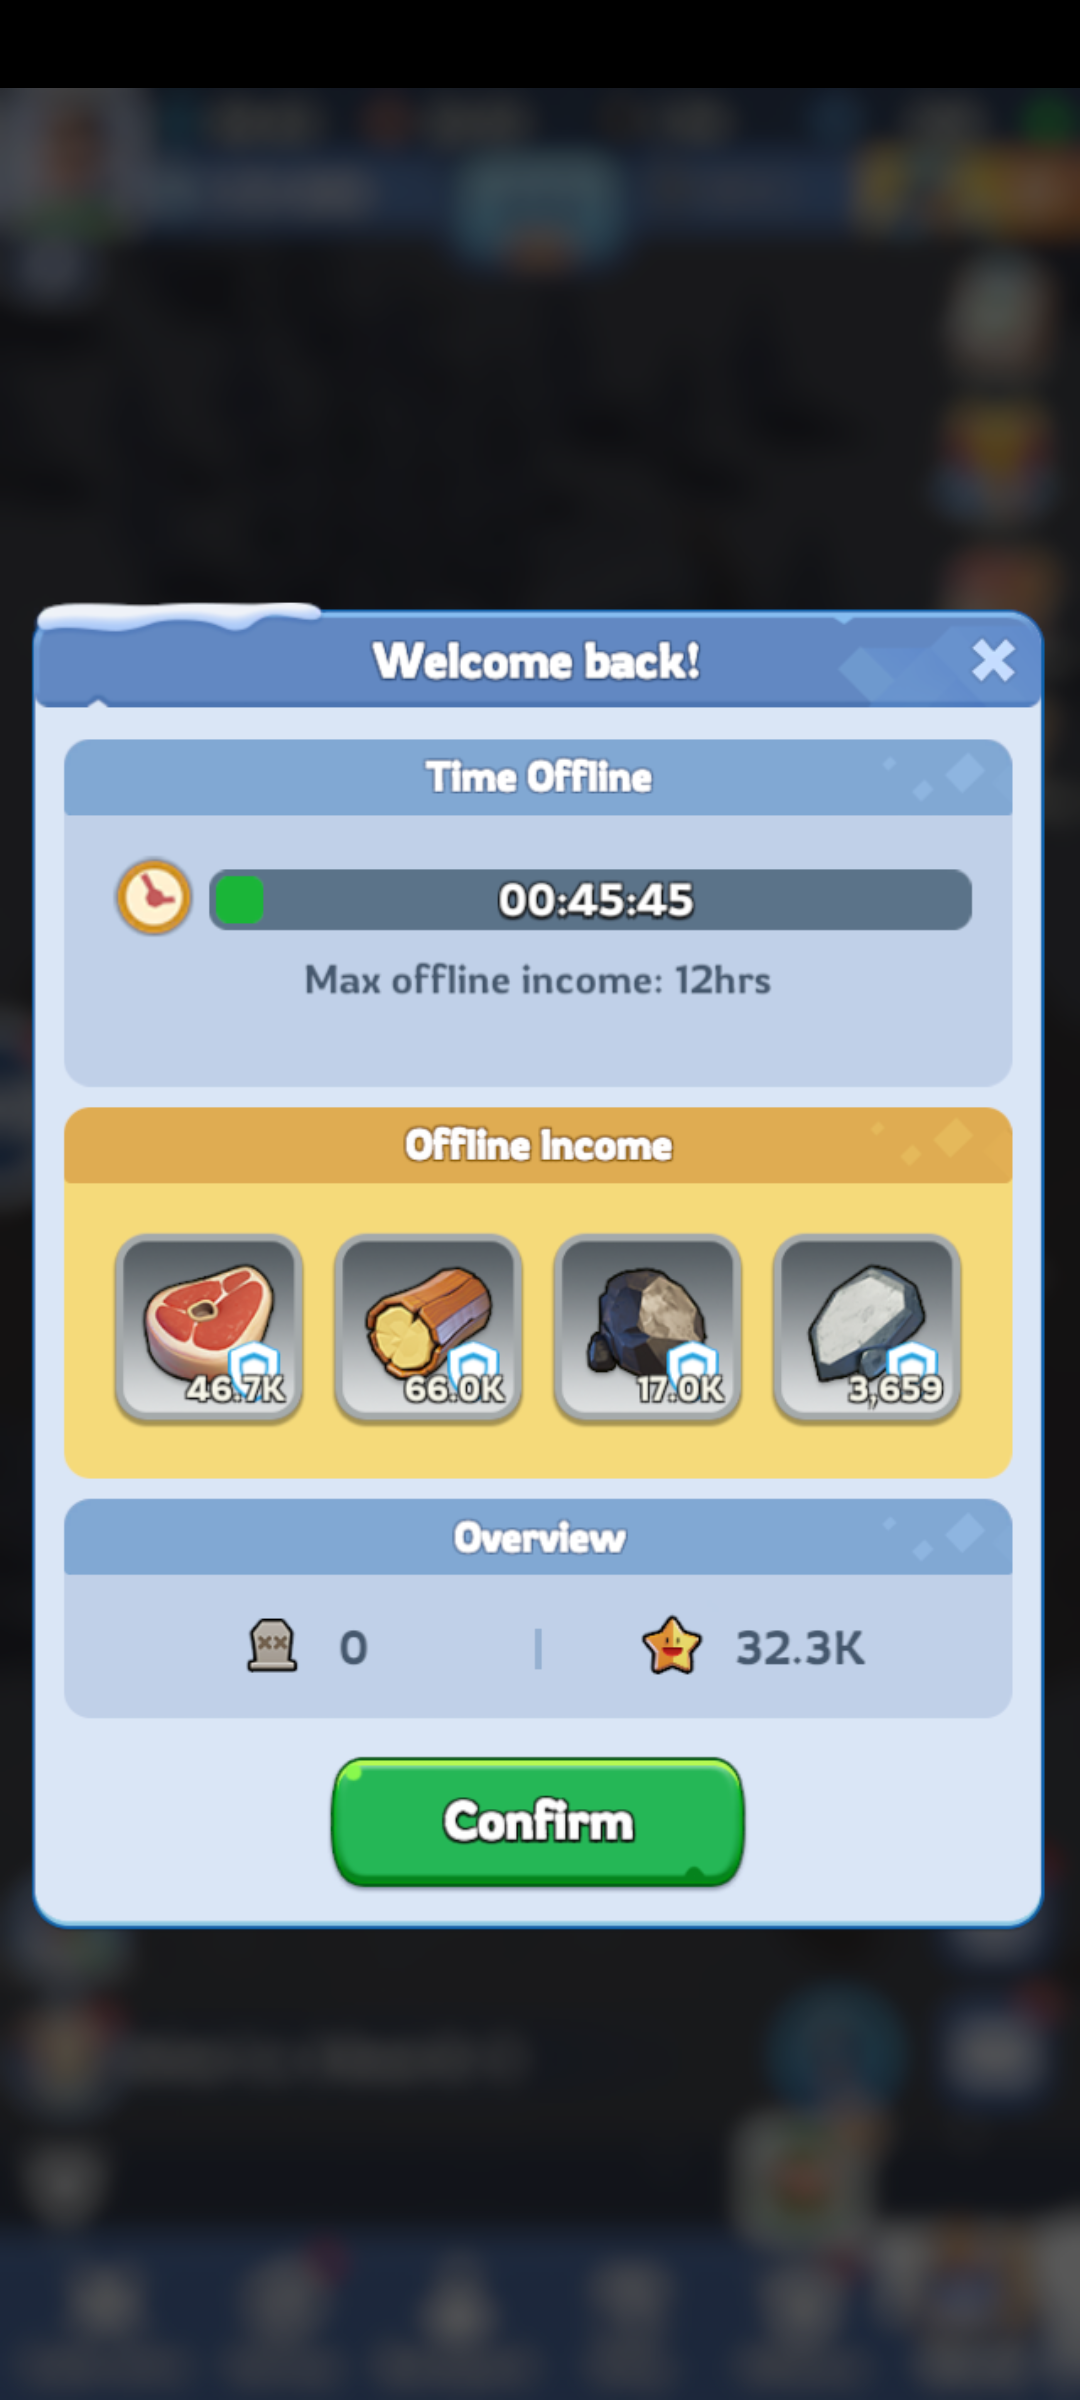 Welcome back!
Time Offline
00:45:45
Max offline income: 12hrs
Offline Income
46.7K
66.0K
17.0K
3,659
Overview
0
32.3K
Confirm